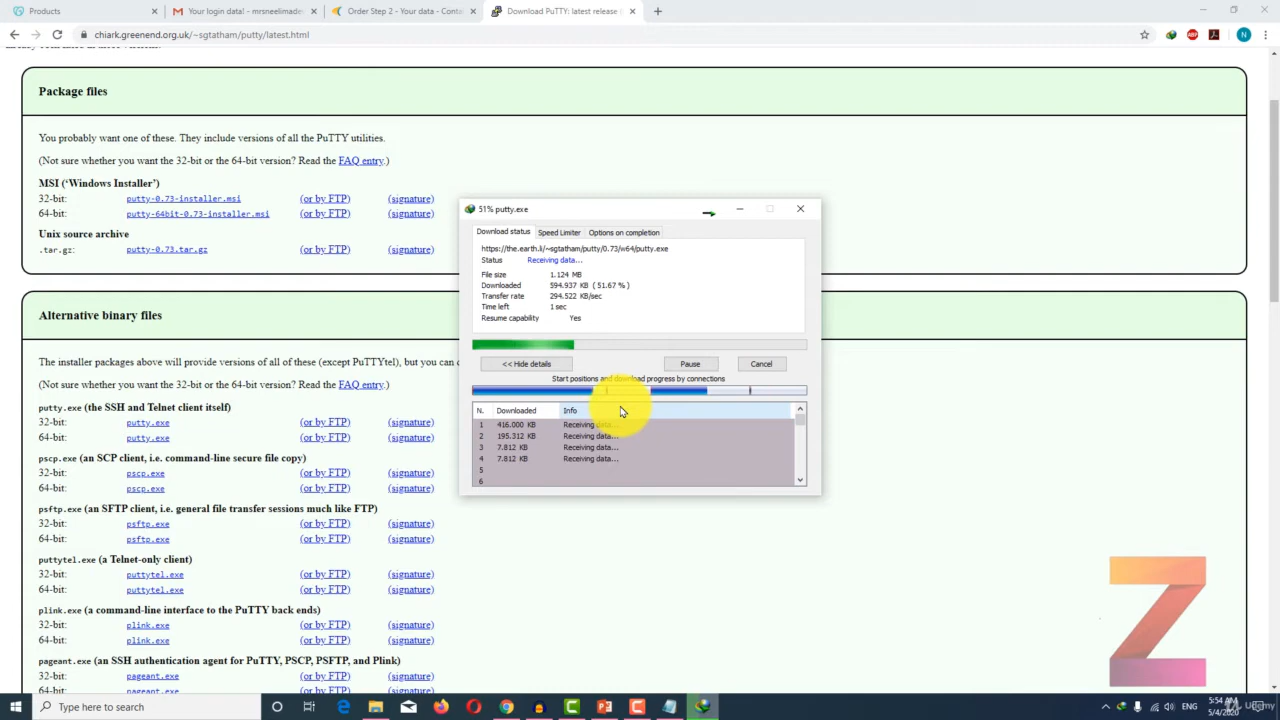 Products
Your login data! - mrsneelimadec
Order Step 2 - Your data - Conta
Download PuTTY: latest release (
chiark.greenend.org.uk/~sgtatham/putty/latest.html
N
Package files
You probably want one of these. They include versions of all the PuTTY utilities.
(Not sure whether you want the 32-bit or the 64-bit version? Read the FAQ entry.)
MSI (‘Windows Installer’)
32-bit: putty-0.73-installer.msi (or by FTP) (signature)
64-bit: putty-64bit-0.73-installer.msi (or by FTP) (signature)
Unix source archive
.tar.gz: putty-0.73.tar.gz (or by FTP) (signature)
Alternative binary files
The installer packages above will provide versions of all of these (except PuTTYtel), but you can
(Not sure whether you want the 32-bit or the 64-bit version? Read the FAQ entry.)
putty.exe (the SSH and Telnet client itself)
32-bit: putty.exe (or by FTP) (signature)
64-bit: putty.exe (or by FTP) (signature)
pscp.exe (an SCP client, i.e. command-line secure file copy)
32-bit: pscp.exe (or by FTP) (signature)
64-bit: pscp.exe (or by FTP) (signature)
psftp.exe (an SFTP client, i.e. general file transfer sessions much like FTP)
32-bit: psftp.exe (or by FTP) (signature)
64-bit: psftp.exe (or by FTP) (signature)
puttytel.exe (a Telnet-only client)
32-bit: puttytel.exe (or by FTP) (signature)
64-bit: puttytel.exe (or by FTP) (signature)
plink.exe (a command-line interface to the PuTTY back ends)
32-bit: plink.exe (or by FTP) (signature)
64-bit: plink.exe (or by FTP) (signature)
pageant.exe (an SSH authentication agent for PuTTY, PSCP, PSFTP, and Plink)
32-bit: pageant.exe (or by FTP) (signature)
64-bit: pageant.exe (or by FTP) (signature)
51% putty.exe
Download status Speed Limiter Options on completion
https://the.earth.li/~sgtatham/putty/0.73/w64/putty.exe
Status Receiving data...
File size 1.124 MB
Downloaded 594.937 KB ( 51.67 % )
Transfer rate 294.522 KB/sec
Time left 1 sec
Resume capability Yes
<< Hide details Pause Cancel
Start positions and download progress by connections
N. Downloaded Info
1 416.000 KB Receiving data...
2 195.312 KB Receiving data...
3 7.812 KB Receiving data...
4 7.812 KB Receiving data...
5
6
Z
Type here to search
5:54 AM
5/4/2020
Udemy